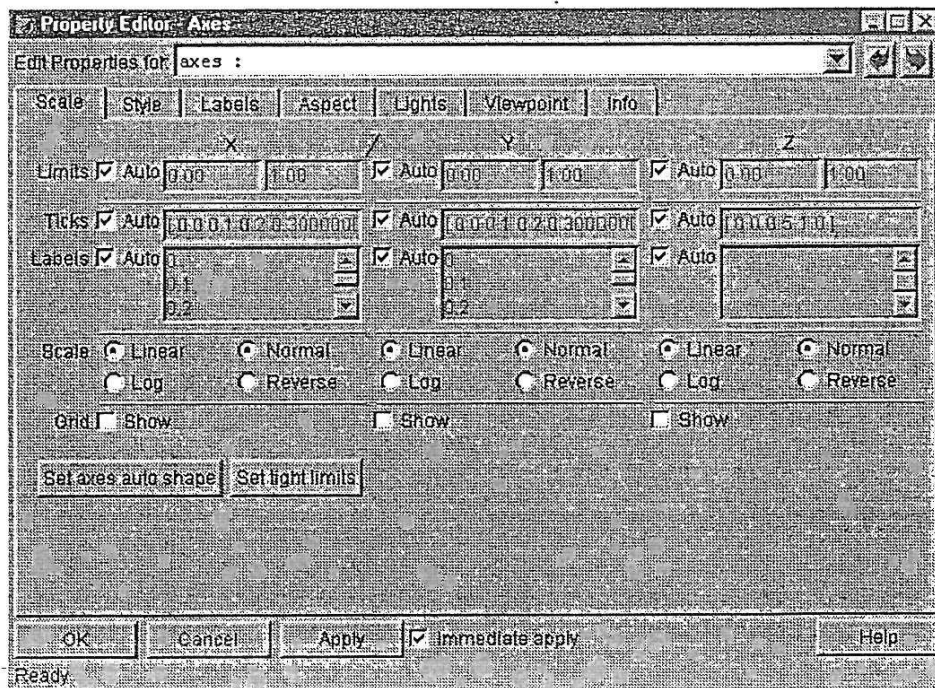 Property Editor - Axes
Edit Properties for: axes :
Scale Style Labels Aspect Lights Viewpoint Info
X Y Z
Limits Auto 0.00 1.00 Auto 0.00 1.00 Auto 0.00 1.00
Ticks Auto [ 0.0 0.1 0.2 0.300000( Auto [ 0.0 0.1 0.2 0.300000( Auto [ 0.0 0.5 1.0 ]
Labels Auto 0 Auto 0 Auto
0.1 0.1
0.2 0.2
Scale Linear Normal Linear Normal Linear Normal
Log Reverse Log Reverse Log Reverse
Grid Show Show Show
Set axes auto shape Set tight limits
OK Cancel Apply Immediate apply Help
Ready